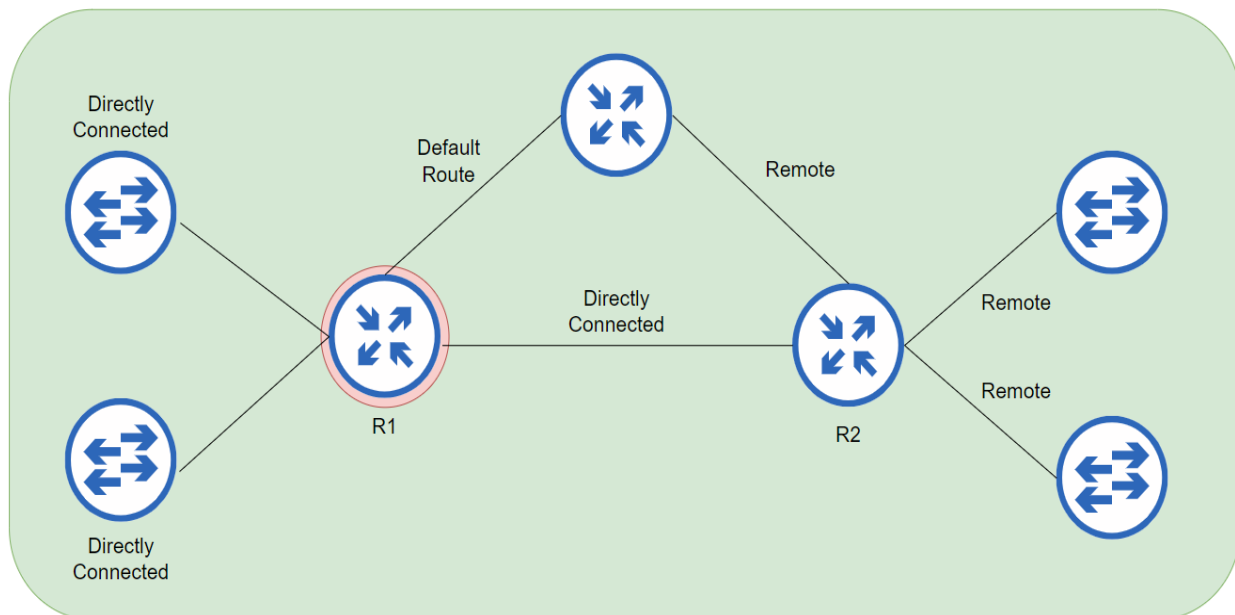 Directly
Connected
Default
Route
Remote
Directly
Connected
Remote
Remote
R1
R2
Directly
Connected